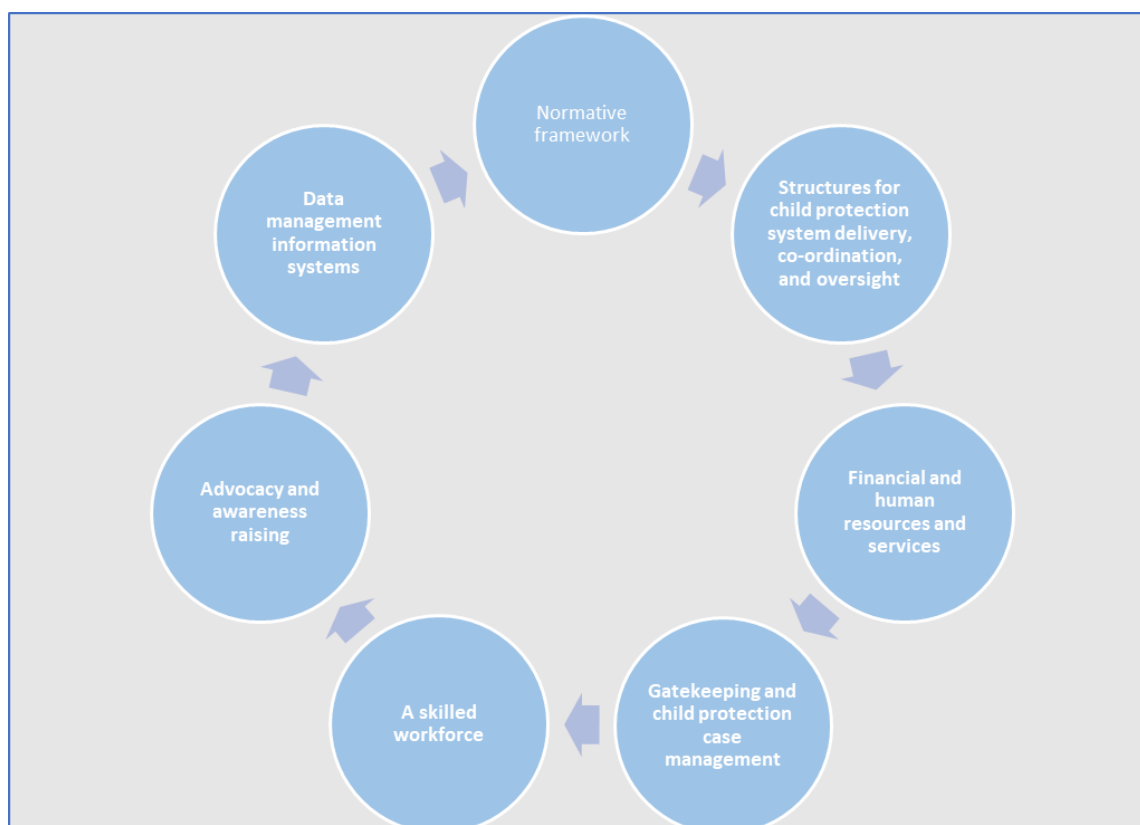 Normative
framework
Structures for
child protection
system delivery,
co-ordination,
and oversight
Financial and
human
resources and
services
Gatekeeping and
child protection
case
management
A skilled
workforce
Advocacy and
awareness
raising
Data
management
information
systems